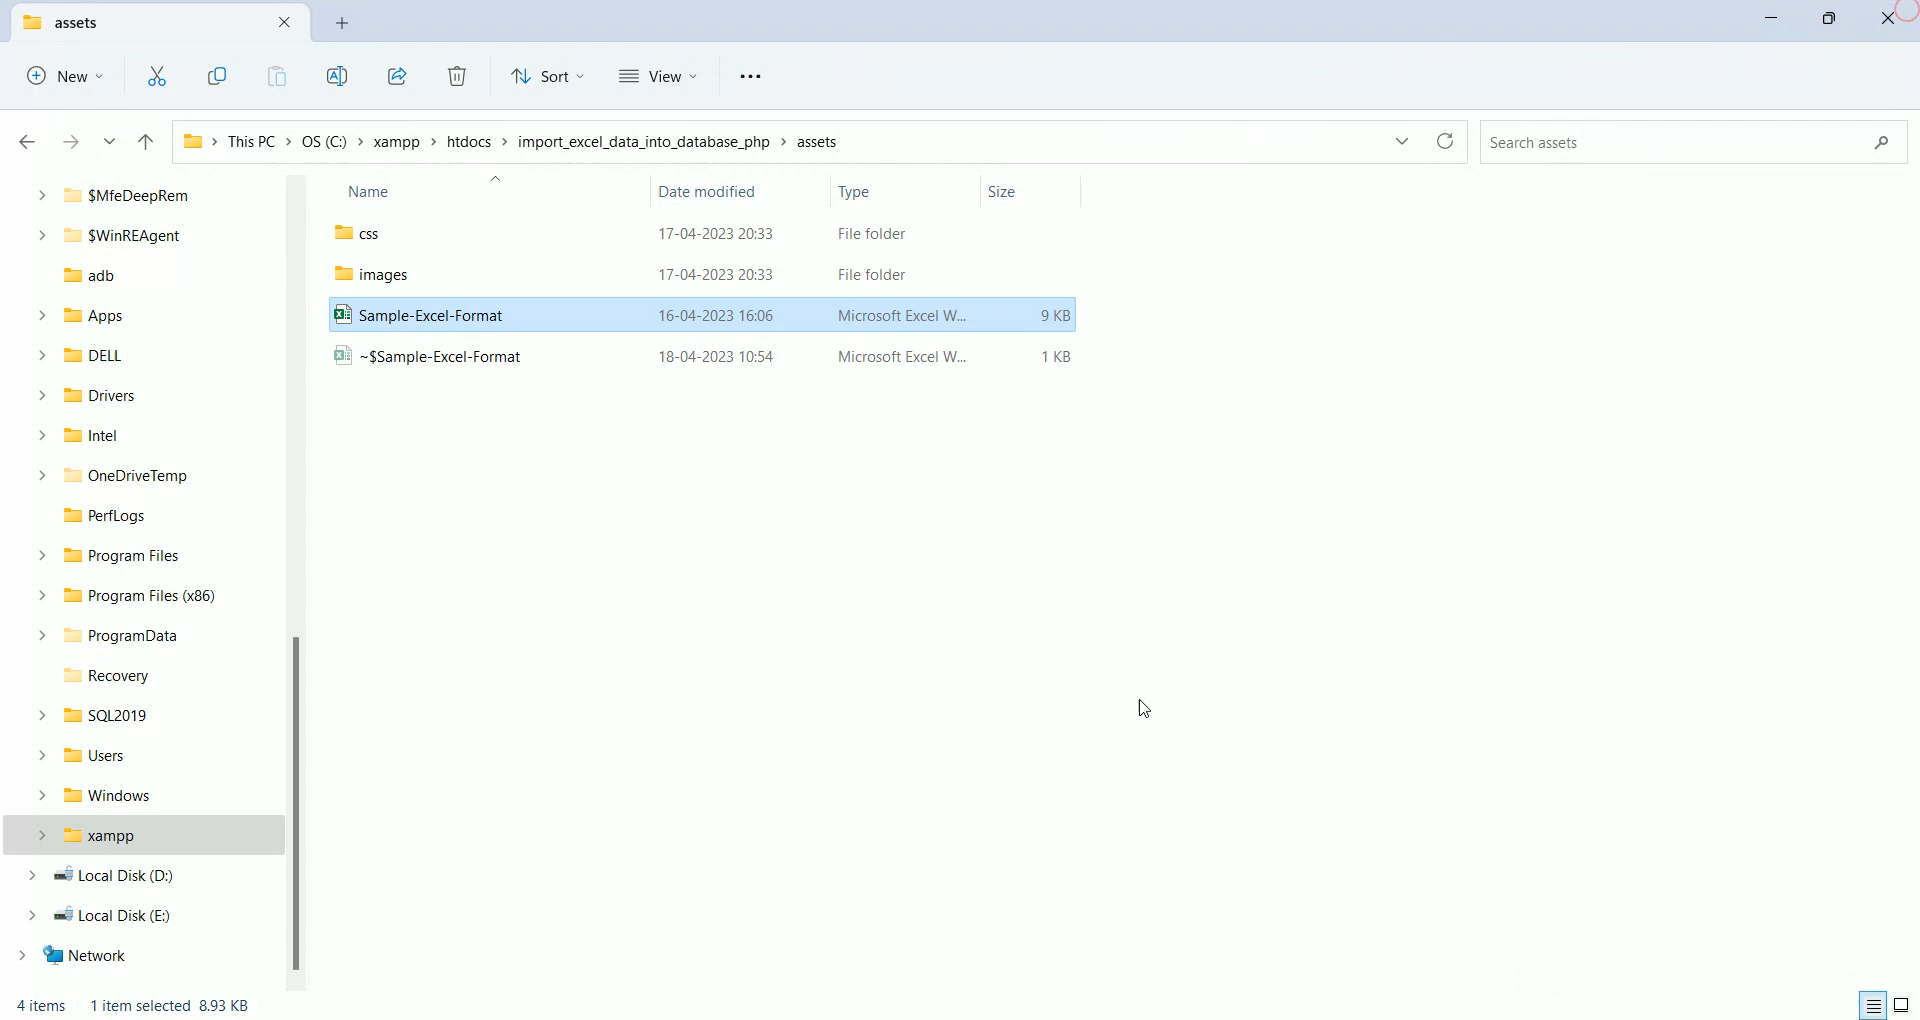 assets
New
Sort
View
This PC > OS (C:) > xampp > htdocs > import_excel_data_into_database_php > assets
Search assets
$MfeDeepRem
$WinREAgent
adb
Apps
DELL
Drivers
Intel
OneDriveTemp
PerfLogs
Program Files
Program Files (x86)
ProgramData
Recovery
SQL2019
Users
Windows
xampp
Local Disk (D:)
Local Disk (E:)
Network
Name Date modified Type Size
css 17-04-2023 20:33 File folder
images 17-04-2023 20:33 File folder
Sample-Excel-Format 16-04-2023 16:06 Microsoft Excel W... 9 KB
~$Sample-Excel-Format 18-04-2023 10:54 Microsoft Excel W... 1 KB
4 items 1 item selected 8.93 KB